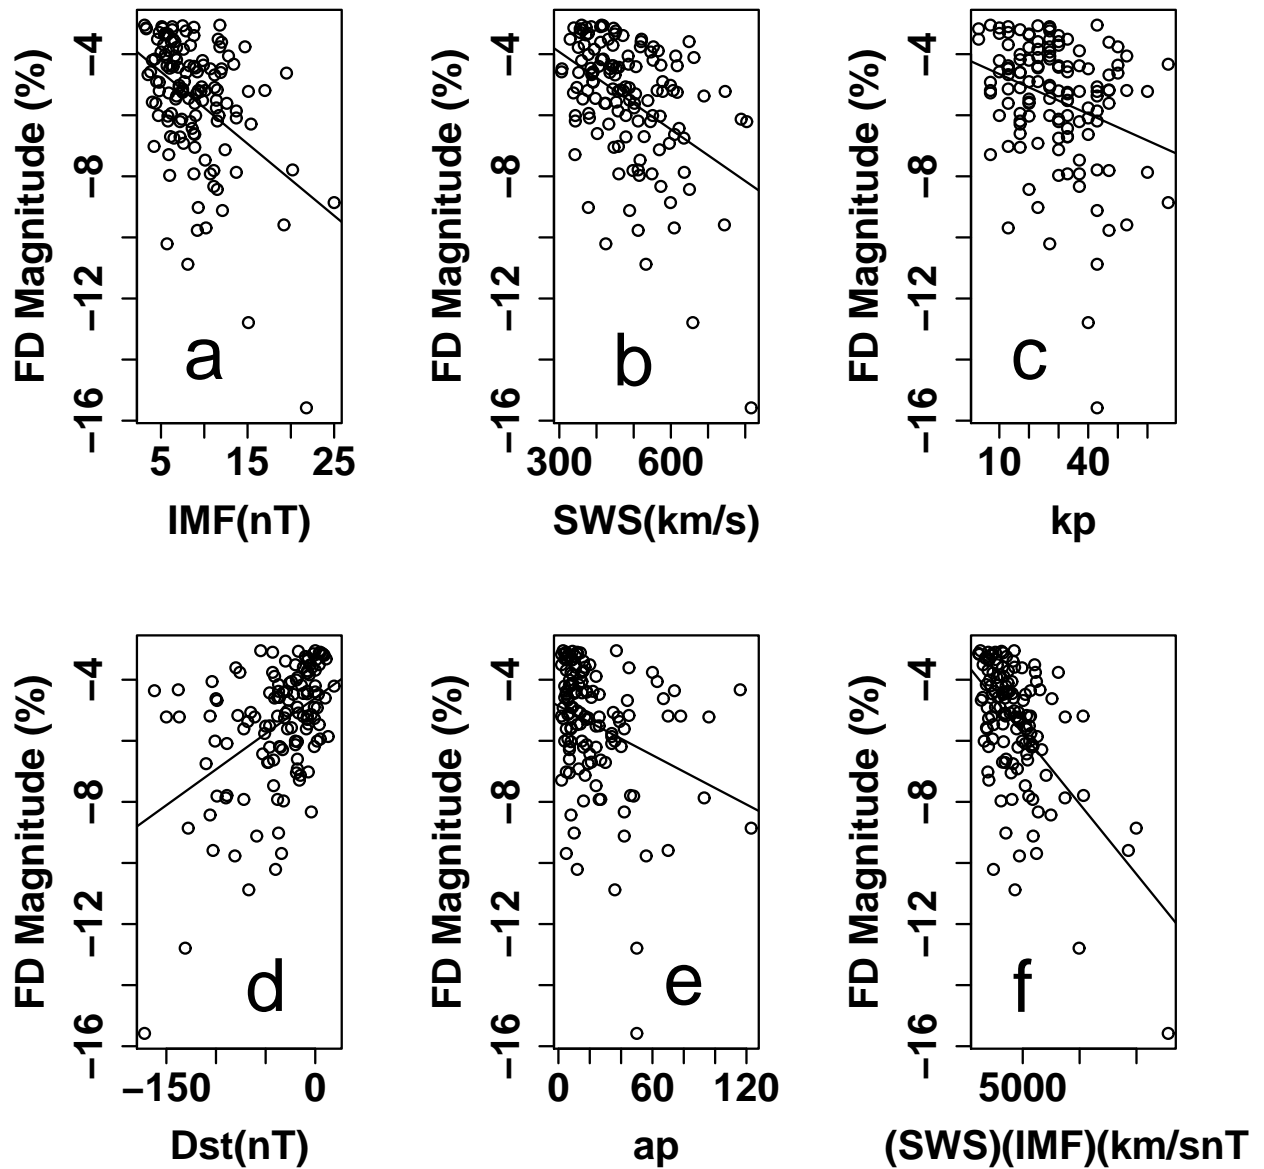 FD Magnitude (%)
−4
−8
−12
−16
a
5 15 25
IMF(nT)
FD Magnitude (%)
−4
−8
−12
−16
b
300 600
SWS(km/s)
FD Magnitude (%)
−4
−8
−12
−16
c
10 40
kp
FD Magnitude (%)
−4
−8
−12
−16
d
−150 0
Dst(nT)
FD Magnitude (%)
−4
−8
−12
−16
e
0 60 120
ap
FD Magnitude (%)
−4
−8
−12
−16
f
5000
(SWS)(IMF)(km/snT